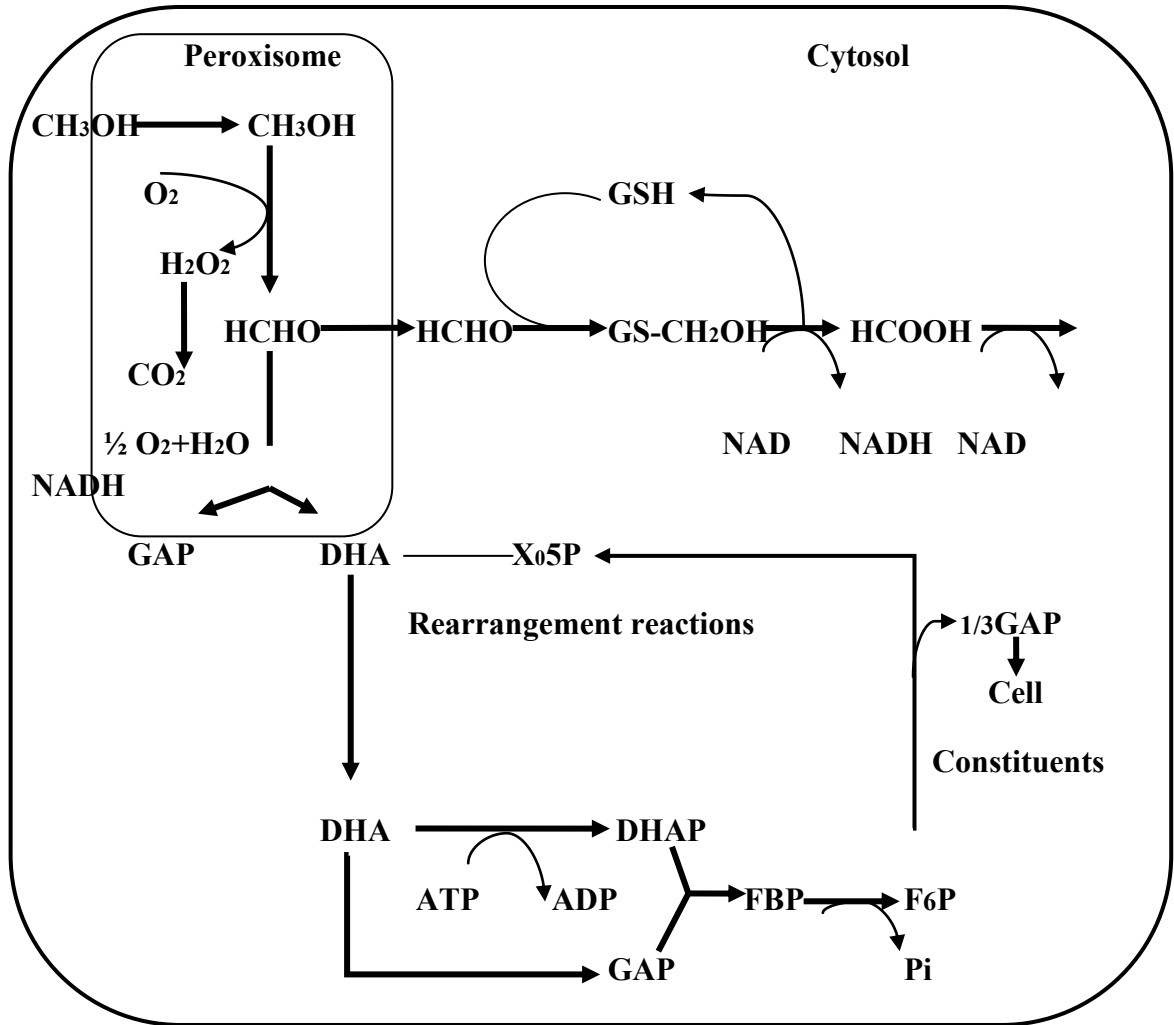 Peroxisome Cytosol
CH3OH CH3OH
O2 GSH
H2O2
HCHO HCHO GS-CH2OH HCOOH
CO2
½ O2+H2O NAD NADH NAD
NADH
GAP DHA X05P
Rearrangement reactions 1/3GAP
Cell
Constituents
DHA DHAP
ATP ADP FBP F6P
GAP Pi